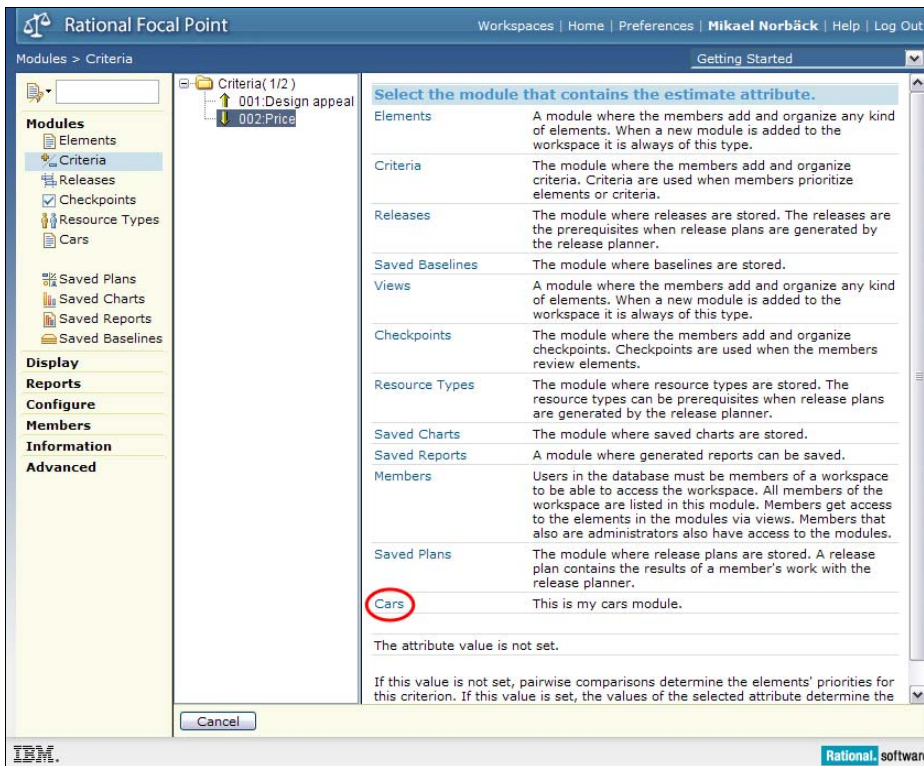 Rational Focal Point
Workspaces | Home | Preferences | Mikael Norbäck | Help | Log Out
Modules > Criteria
Getting Started
Modules
Elements
Criteria
Releases
Checkpoints
Resource Types
Cars
Saved Plans
Saved Charts
Saved Reports
Saved Baselines
Display
Reports
Configure
Members
Information
Advanced
Criteria( 1/2 )
001:Design appeal
002:Price
Select the module that contains the estimate attribute.
Elements
A module where the members add and organize any kind
of elements. When a new module is added to the
workspace it is always of this type.
Criteria
The module where the members add and organize
criteria. Criteria are used when members prioritize
elements or criteria.
Releases
The module where releases are stored. The releases are
the prerequisites when release plans are generated by
the release planner.
Saved Baselines
The module where baselines are stored.
Views
A module where the members add and organize any kind
of elements. When a new module is added to the
workspace it is always of this type.
Checkpoints
The module where the members add and organize
checkpoints. Checkpoints are used when the members
review elements.
Resource Types
The module where resource types are stored. The
resource types can be prerequisites when release plans
are generated by the release planner.
Saved Charts
The module where saved charts are stored.
Saved Reports
A module where generated reports can be saved.
Members
Users in the database must be members of a workspace
to be able to access the workspace. All members of the
workspace are listed in this module. Members get access
to the elements in the modules via views. Members that
also are administrators also have access to the modules.
Saved Plans
The module where release plans are stored. A release
plan contains the results of a member's work with the
release planner.
Cars
This is my cars module.
The attribute value is not set.
If this value is not set, pairwise comparisons determine the elements' priorities for
this criterion. If this value is set, the values of the selected attribute determine the
Cancel
IBM.
Rational. software